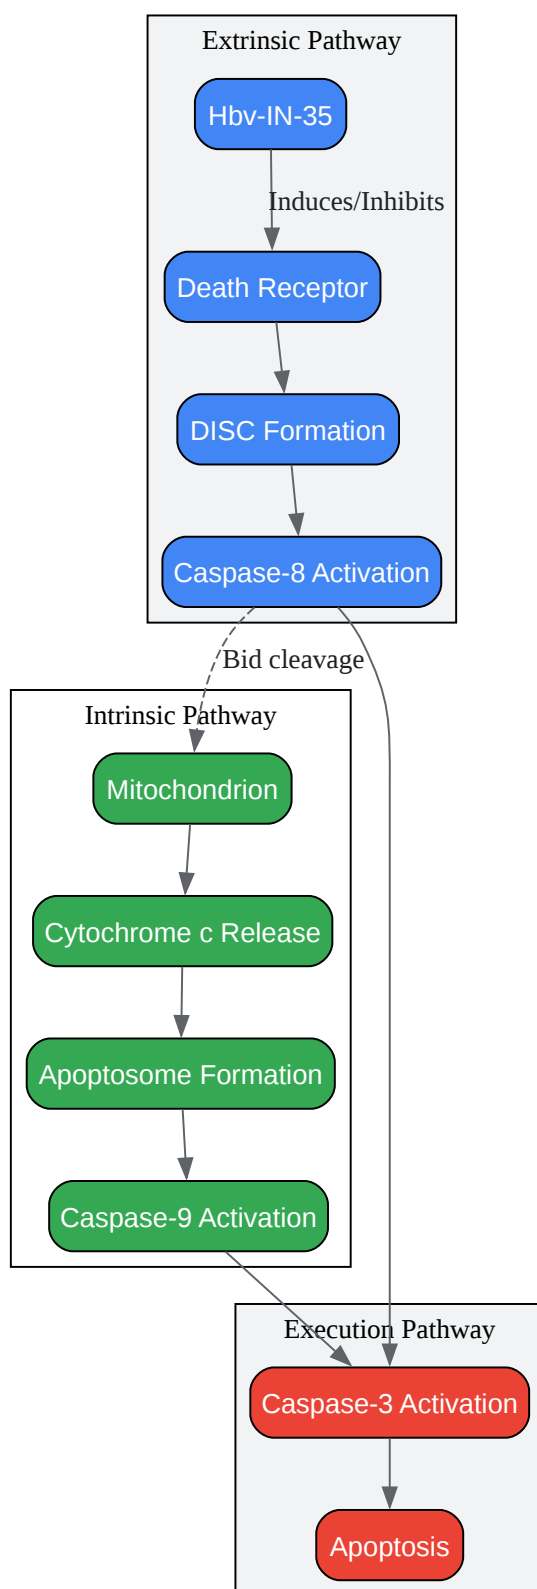 Extrinsic Pathway
Hbv-IN-35
Induces/Inhibits
Death Receptor
DISC Formation
Caspase-8 Activation
Bid cleavage
Intrinsic Pathway
Mitochondrion
Cytochrome c Release
Apoptosome Formation
Caspase-9 Activation
Execution Pathway
Caspase-3 Activation
Apoptosis